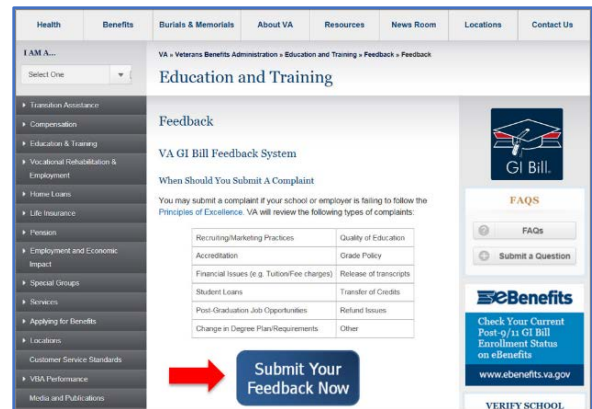 Health Benefits Burials & Memorials About VA Resources News Room Locations Contact Us
I AM A...
Select One
Transition Assistance
Compensation
Education & Training
Vocational Rehabilitation &
Employment
Home Loans
Life Insurance
Pension
Employment and Economic
Impact
Special Groups
Services
Applying for Benefits
Locations
Customer Service Standards
VBA Performance
Media and Publications
VA » Veterans Benefits Administration » Education and Training » Feedback » Feedback
Education and Training
Feedback
VA GI Bill Feedback System
When Should You Submit A Complaint
You may submit a complaint if your school or employer is failing to follow the
Principles of Excellence. VA will review the following types of complaints:
Recruiting/Marketing Practices Quality of Education
Accreditation Grade Policy
Financial Issues (e.g. Tuition/Fee charges) Release of transcripts
Student Loans Transfer of Credits
Post-Graduation Job Opportunities Refund Issues
Change in Degree Plan/Requirements Other
Submit Your
Feedback Now
GI Bill.
FAQS
FAQs
Submit a Question
eBenefits
Check Your Current
Post-9/11 GI Bill
Enrollment Status
on eBenefits
www.ebenefits.va.gov
VERIFY SCHOOL